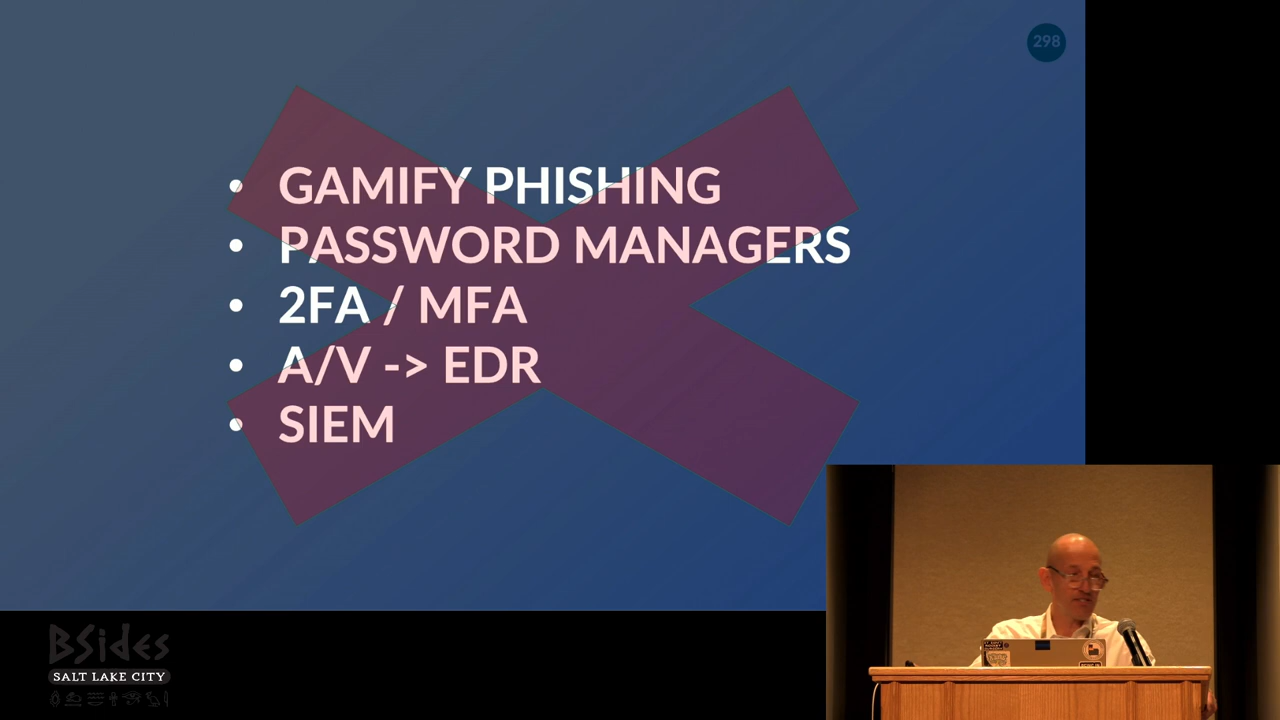 298
• GAMIFY PHISHING
• PASSWORD MANAGERS
• 2FA / MFA
• A/V -> EDR
• SIEM
BSides
SALT LAKE CITY